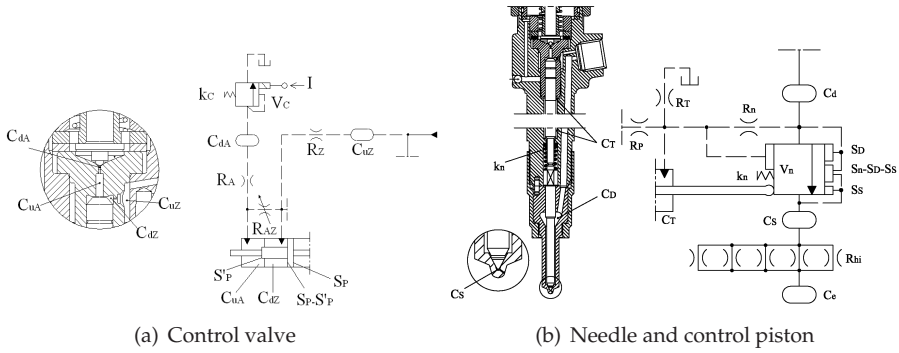 kC
I
VC
CdA
CdA
CuA
CuZ
CdZ
RZ
CuZ
RA
RAZ
S'P
SP
CuA
CdZ
SP-S'P
(a) Control valve
CT
kn
CD
CS
RT
RP
Rn
Cd
Vn
kn
SD
Sn-SD-SS
SS
CT
CS
Rhi
Ce
(b) Needle and control piston